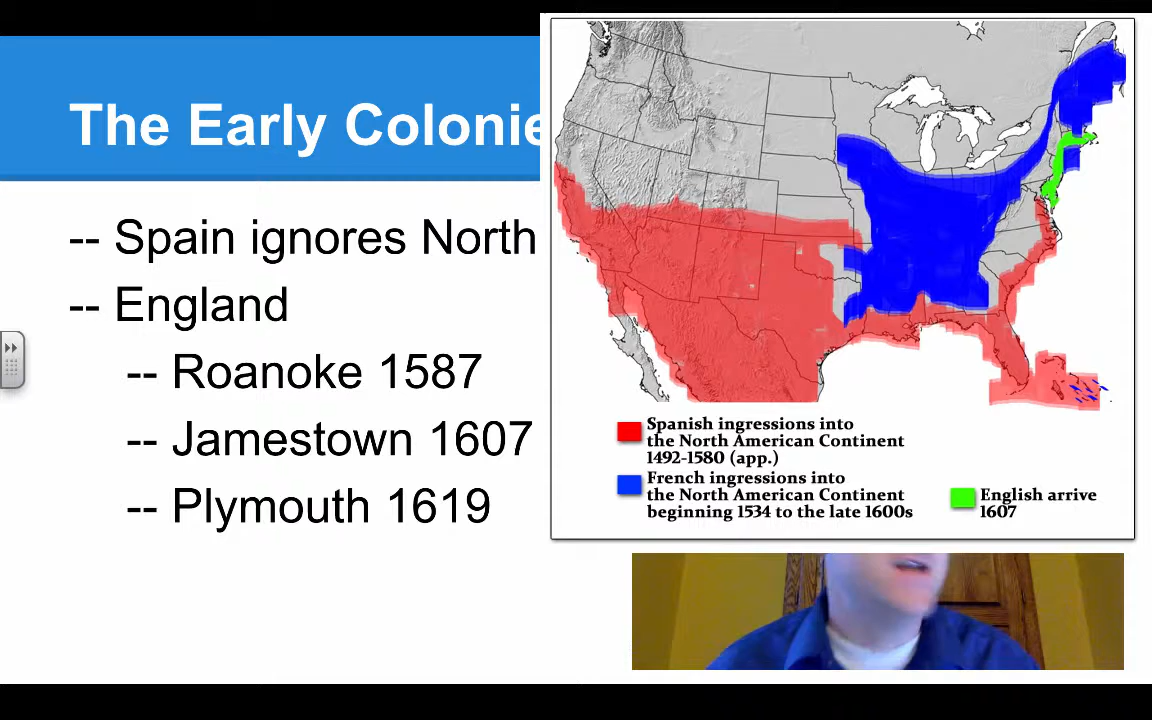 The Early Colonie
-- Spain ignores North
-- England
-- Roanoke 1587
-- Jamestown 1607
-- Plymouth 1619
Spanish ingressions into
the North American Continent
1492-1580 (app.)
French ingressions into
the North American Continent
beginning 1534 to the late 1600s
English arrive
1607